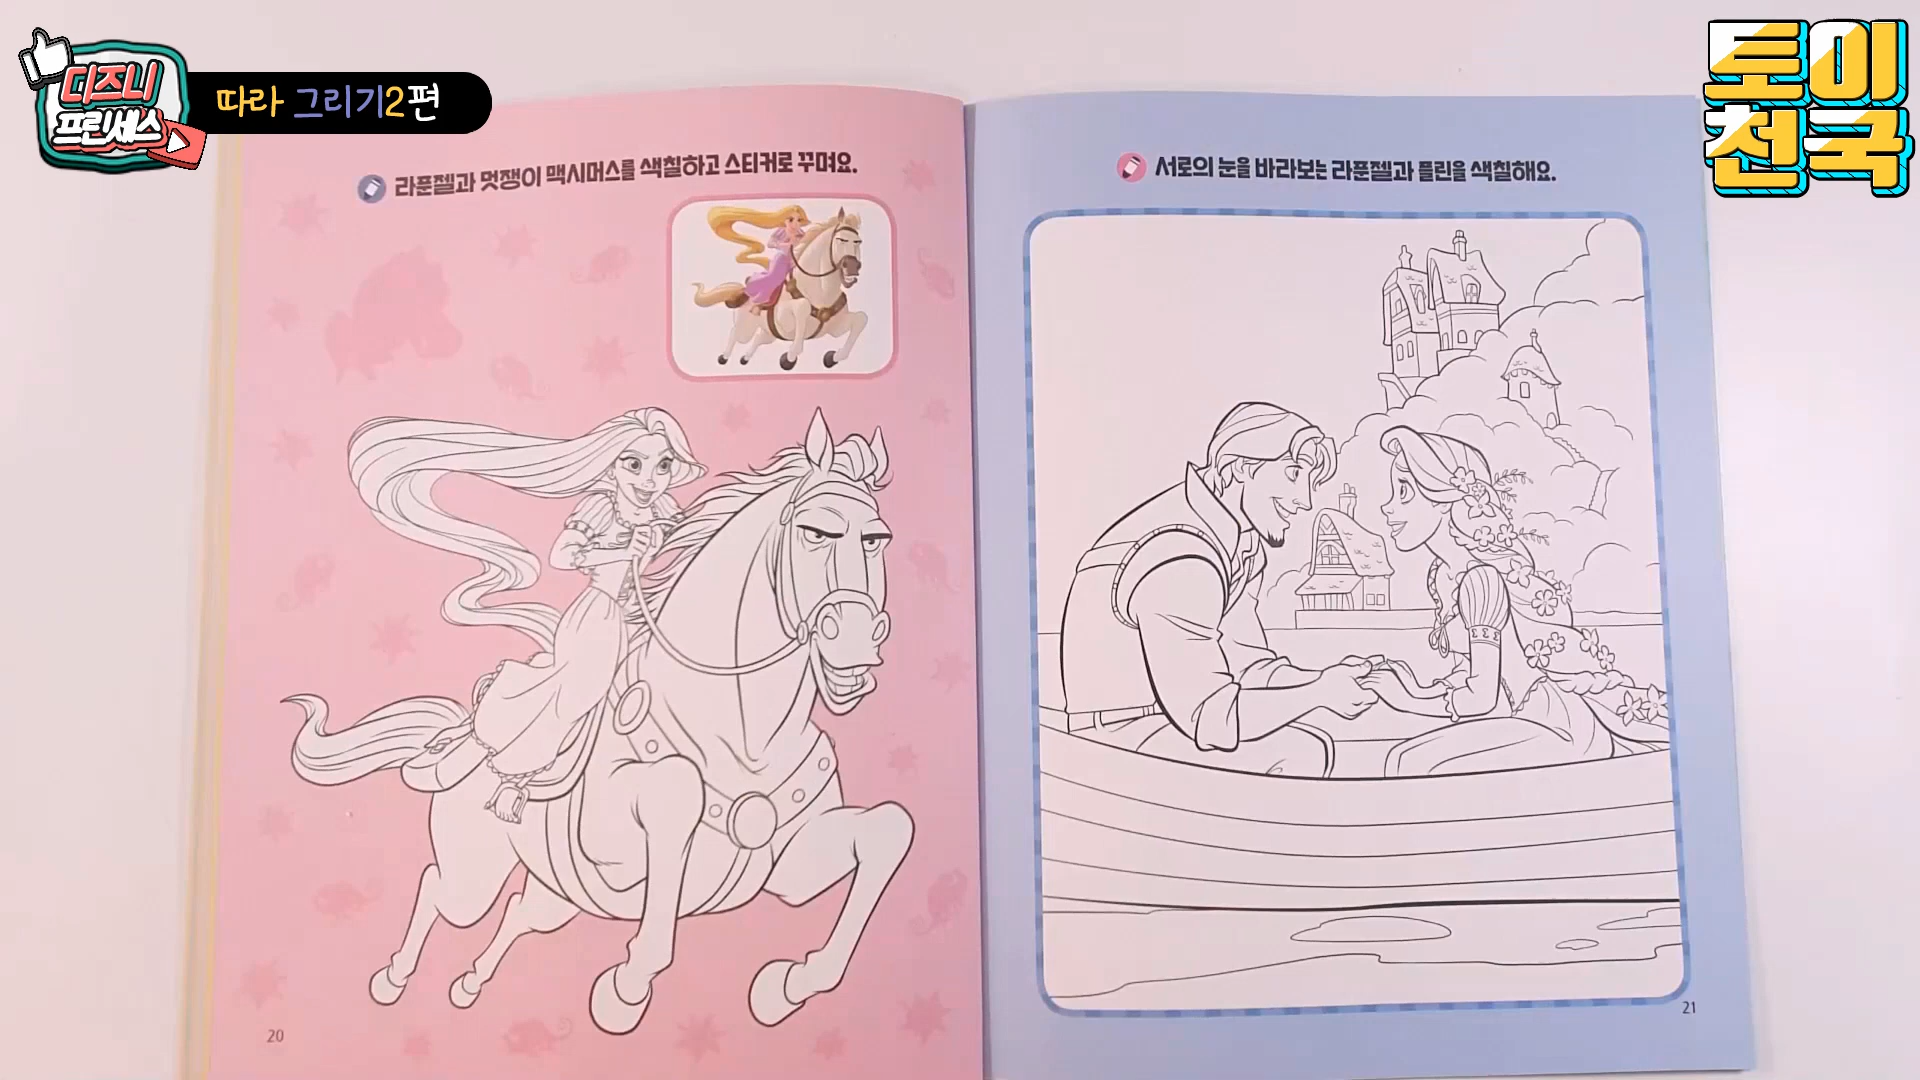 디즈니
프린세스
따라 그리기2편
토이
천국
라푼젤과 멋쟁이 맥시머스를 색칠하고 스티커로 꾸며요.
서로의 눈을 바라보는 라푼젤과 플린을 색칠해요.
20
21